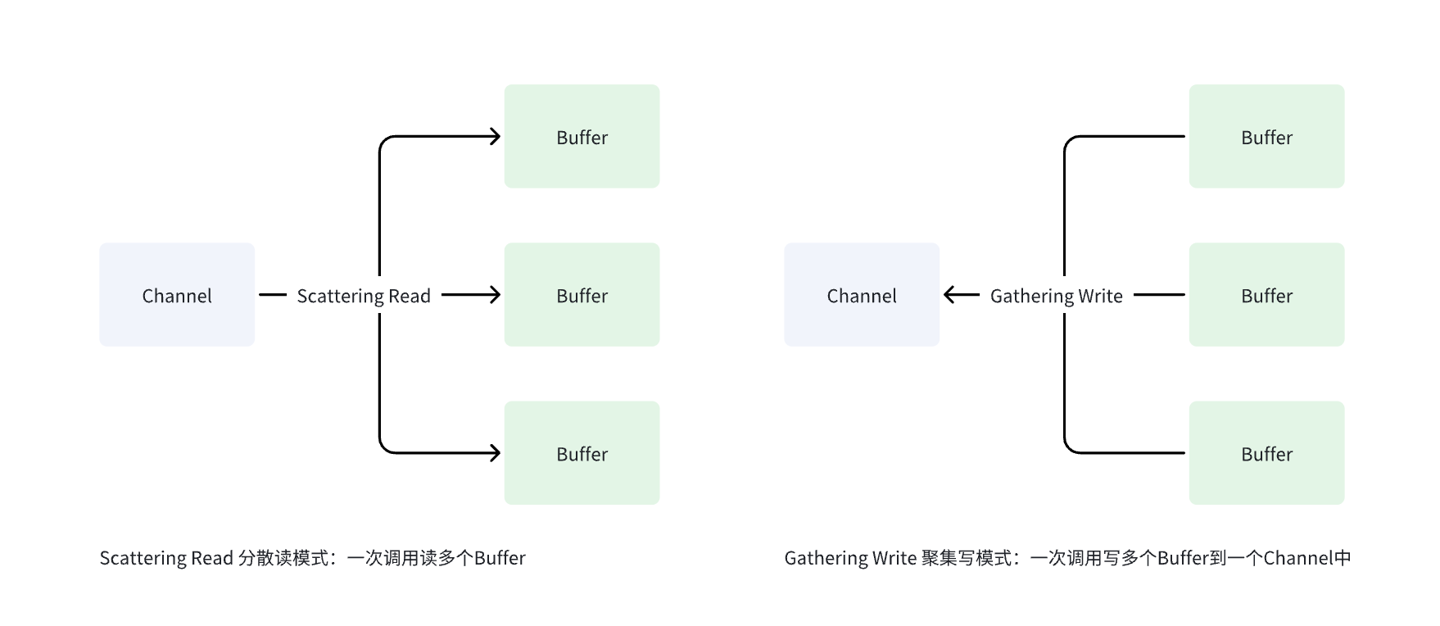 Buffer
Channel
Scattering Read
Buffer
Buffer
Scattering Read 分散读模式：一次调用读多个Buffer
Buffer
Channel
Gathering Write
Buffer
Buffer
Gathering Write 聚集写模式：一次调用写多个Buffer到一个Channel中